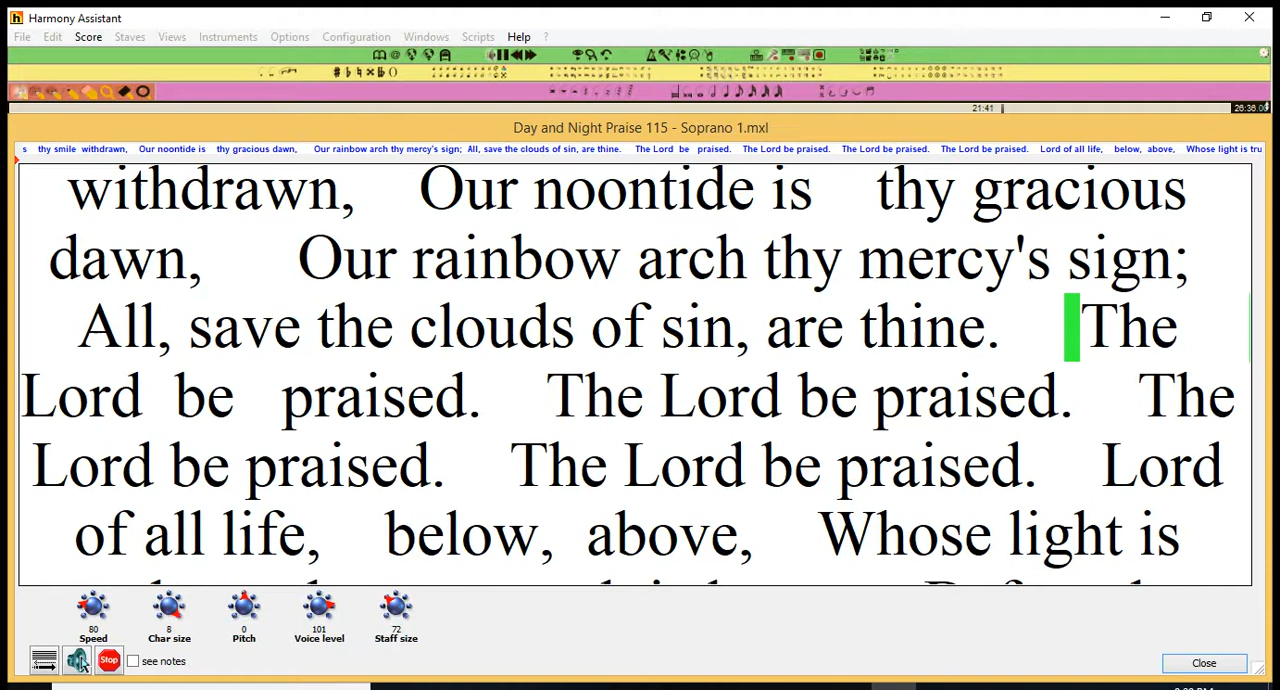 Harmony Assistant
File Edit Score Staves Views Instruments Options Configuration Windows Scripts Help ?
21:41
Day and Night Praise 115 - Soprano 1.mxl
s thy smile withdrawn, Our noontide is thy gracious dawn, Our rainbow arch thy mercy's sign; All, save the clouds of sin, are thine. The Lord be praised. The Lord be praised. The Lord be praised. The Lord be praised. Lord of all life, below, above, Whose light is tru
withdrawn, Our noontide is thy gracious
dawn, Our rainbow arch thy mercy's sign;
All, save the clouds of sin, are thine. The
Lord be praised. The Lord be praised. The
Lord be praised. The Lord be praised. Lord
of all life, below, above, Whose light is
80 8 0 101 72
Speed Char size Pitch Voice level Staff size
Stop see notes Close